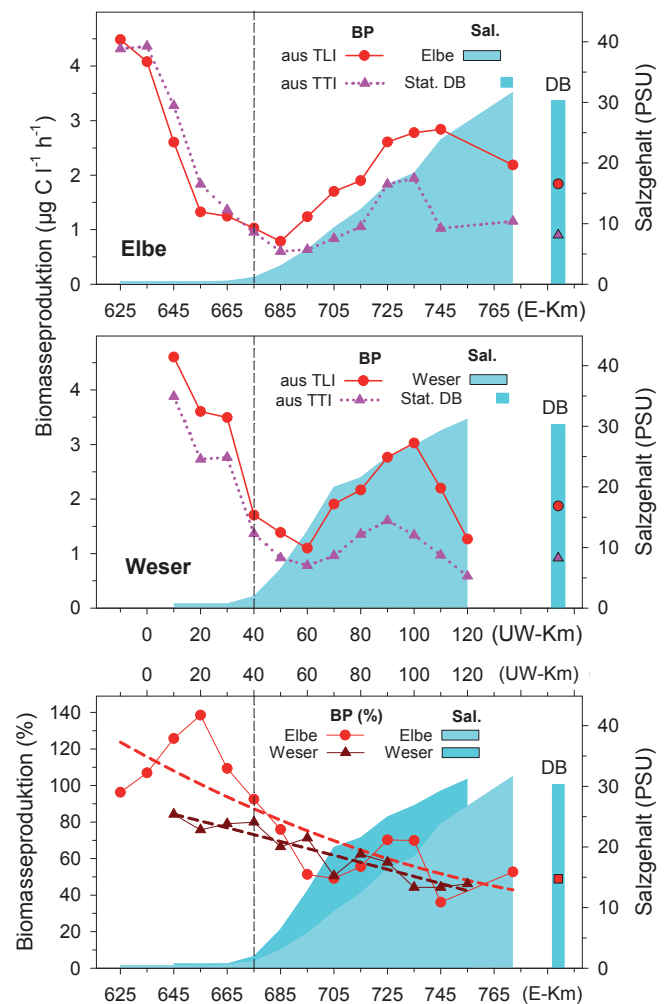 BP Sal.
aus TLI Elbe
aus TTI Stat. DB
DB
4
3
2
1
0
40
30
20
10
0
Elbe
625 645 665 685 705 725 745 765 (E-Km)
Biomasseproduktion (µg C l⁻¹ h⁻¹)
Salzgehalt (PSU)
BP Sal.
aus TLI Weser
aus TTI Stat. DB
DB
4
3
2
1
0
40
30
20
10
0
Weser
0 20 40 60 80 100 120 (UW-Km)
Salzgehalt (PSU)
0 20 40 60 80 100 120 (UW-Km)
BP (%) Sal.
Elbe Elbe
Weser Weser
DB
140
120
100
80
60
40
20
0
40
30
20
10
0
Biomasseproduktion (%)
Salzgehalt (PSU)
625 645 665 685 705 725 745 765 (E-Km)